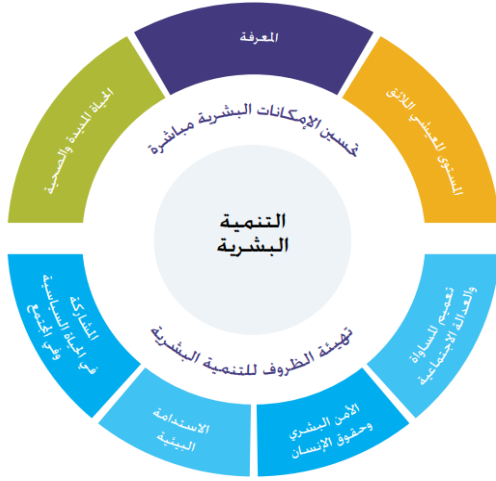 المعرفة
المستوى المعيشي اللائق
الحياة المديدة والصحية
تحسين الإمكانات البشرية مباشرة
التنمية
البشرية
تهيئة الظروف للتنمية البشرية
تعميم المساواة
والعدالة الاجتماعية
الأمن البشري
وحقوق الإنسان
الاستدامة
البيئية
المشاركة
في الحياة السياسية
وفي المجتمع